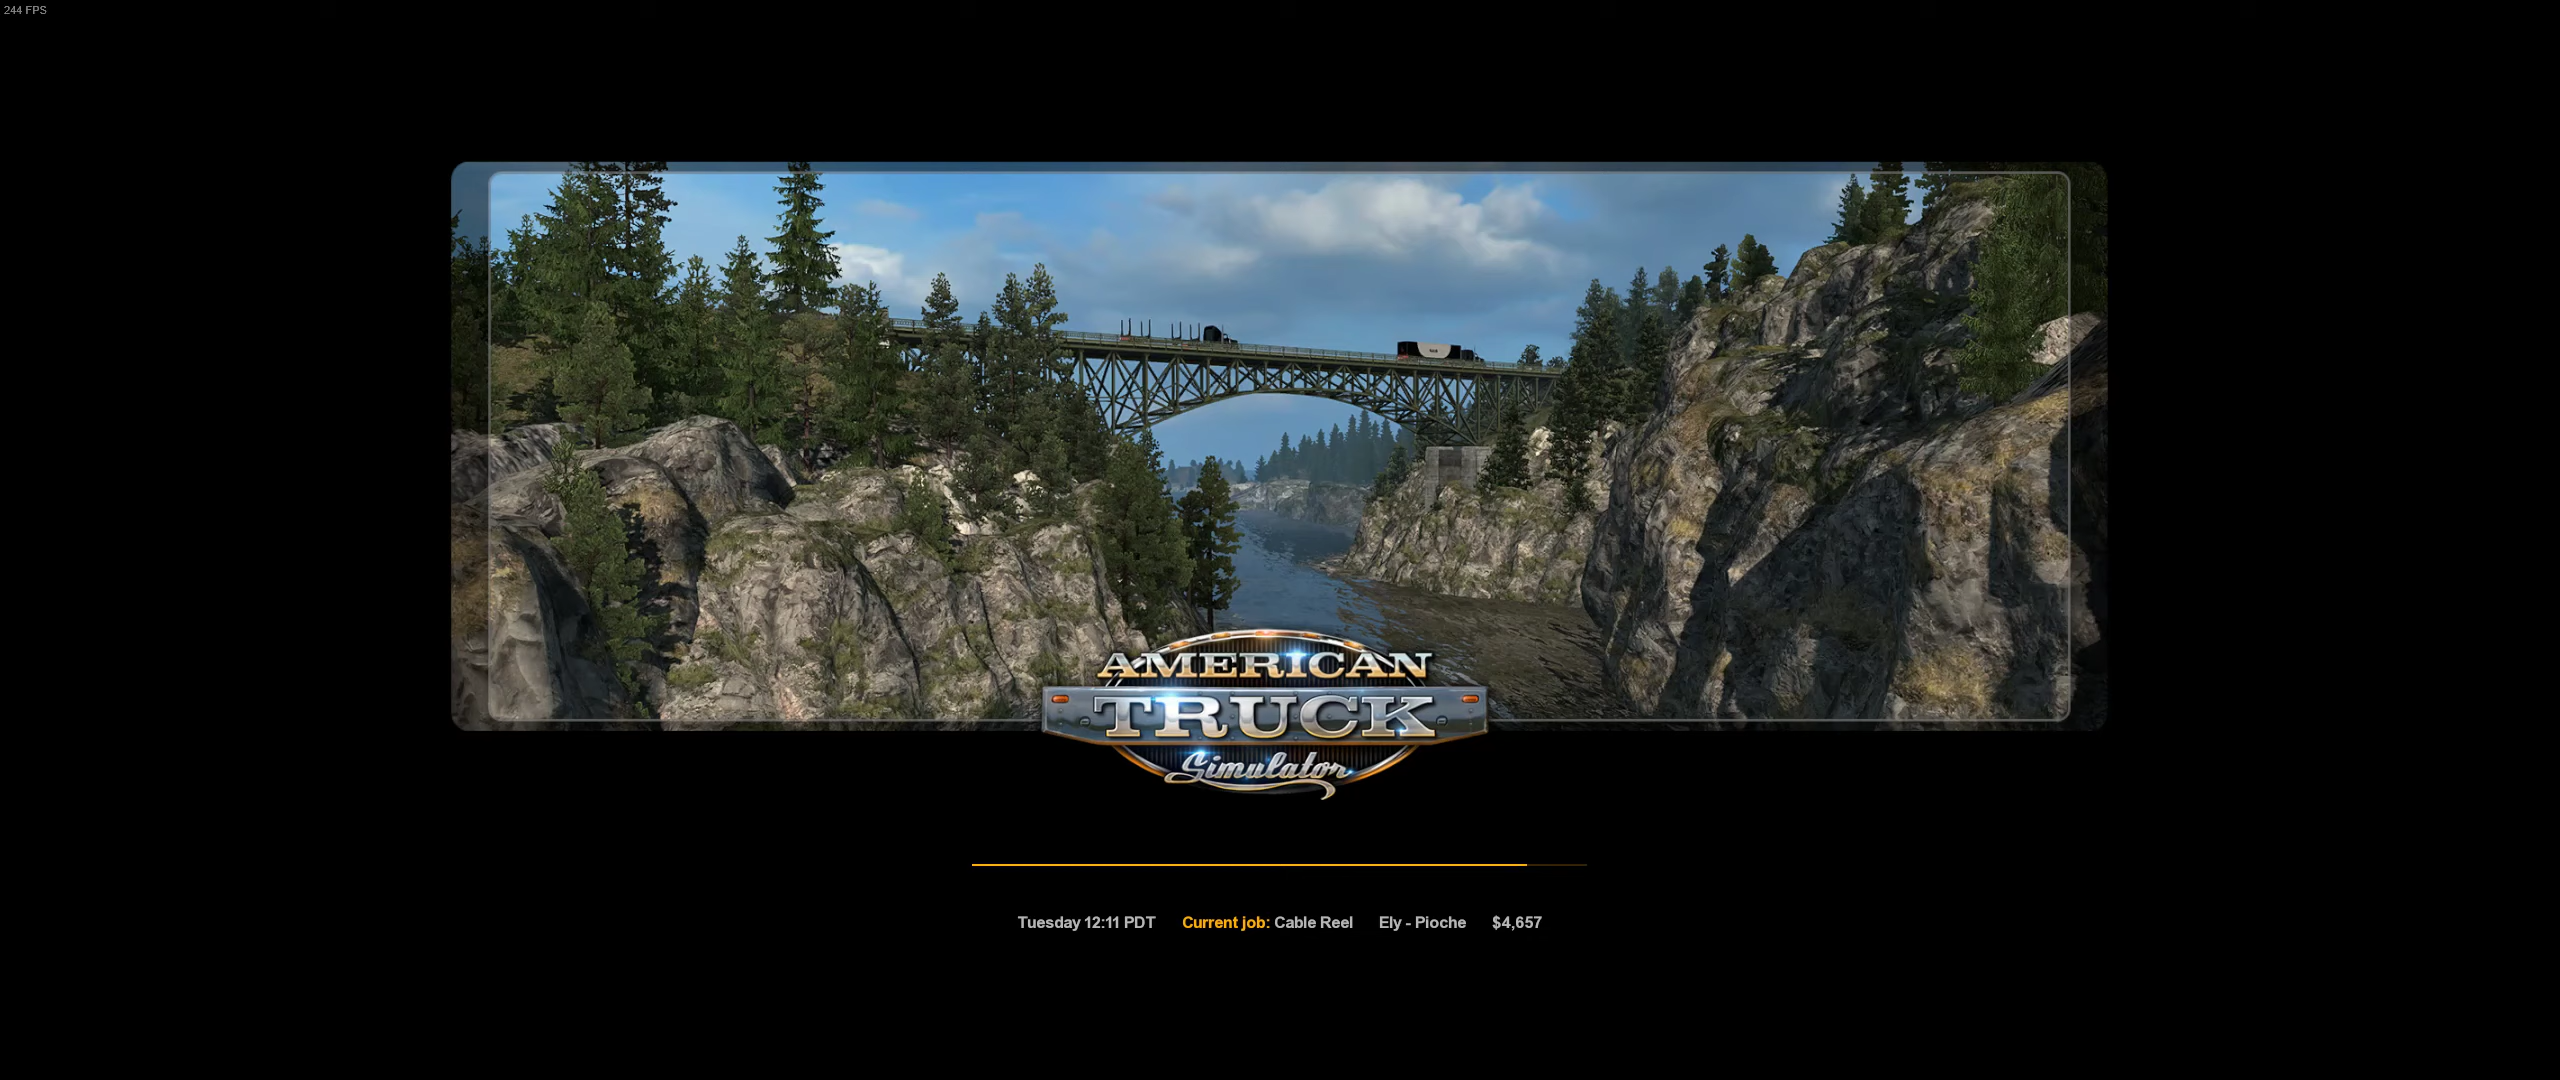 244 FPS
AMERICAN
TRUCK
Simulator
Tuesday 12:11 PDT Current job: Cable Reel Ely - Pioche $4,657